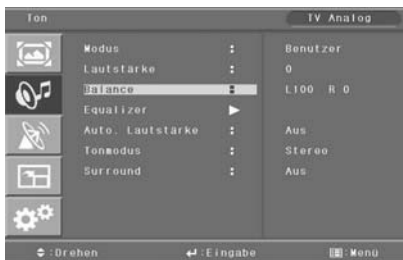 Ton TV Analog
Modus : Benutzer
Lautstärke : 0
Balance : L100 R 0
Equalizer
Auto. Lautstärke : Aus
Tonmodus : Stereo
Surround : Aus
:Drehen :Eingabe :Menü